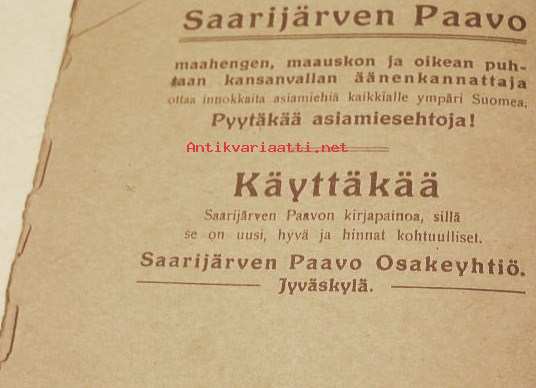 Saarijärven Paavo
maahengen, maauskon ja oikean puh-
taan kansanvallan äänenkannattaja
ottaa innokkaita asiamiehiä kaikkialle ympäri Suomea.
Pyytäkää asiamiesehtoja!
Antikvariaatti.net
Käyttäkää
Saarijärven Paavon kirjapainoa, sillä
se on uusi, hyvä ja hinnat kohtuulliset.
Saarijärven Paavo Osakeyhtiö.
Jyväskylä.